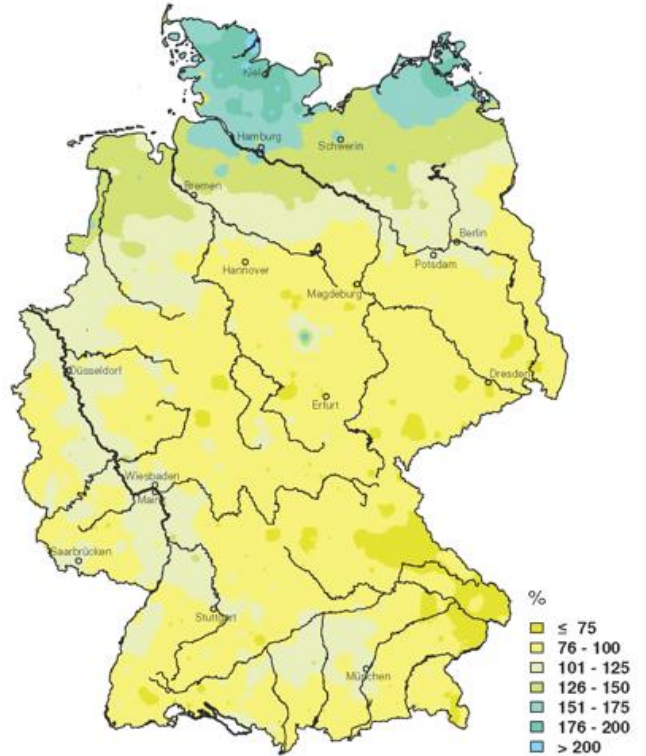 Kiel
Hamburg
Schwerin
Bremen
Berlin
Potsdam
Hannover
Magdeburg
Düsseldorf
Dresden
Erfurt
Wiesbaden
Mainz
Saarbrücken
Stuttgart
München
%
≤ 75
76 - 100
101 - 125
126 - 150
151 - 175
176 - 200
> 200